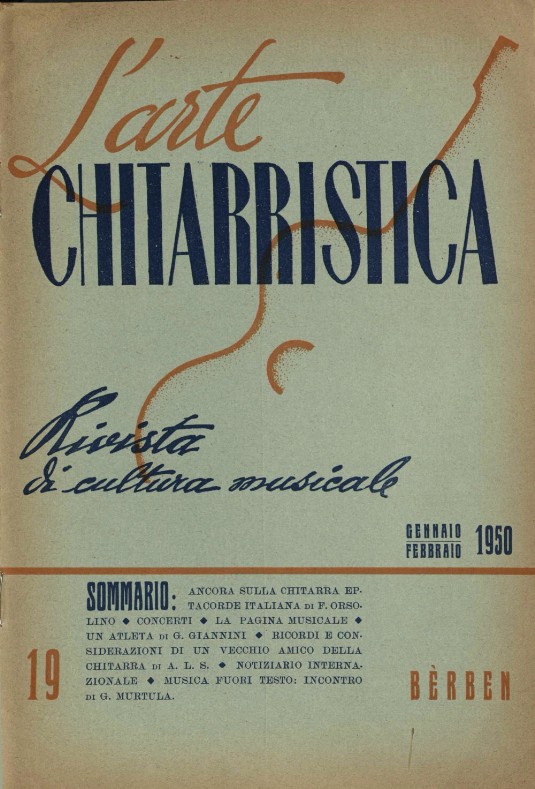 L'arte
CHITARRISTICA
Rivista
di cultura musicale
GENNAIO
FEBBRAIO 1950
SOMMARIO: ANCORA SULLA CHITARRA EP-
TACORDE ITALIANA DI F. ORSO-
LINO ◆ CONCERTI ◆ LA PAGINA MUSICALE ◆
UN ATLETA DI G. GIANNINI ◆ RICORDI E CON-
SIDERAZIONI DI UN VECCHIO AMICO DELLA
CHITARRA DI A. L. S. ◆ NOTIZIARIO INTERNA-
ZIONALE ◆ MUSICA FUORI TESTO: INCONTRO
DI G. MURTULA.
19
BÈRBEN